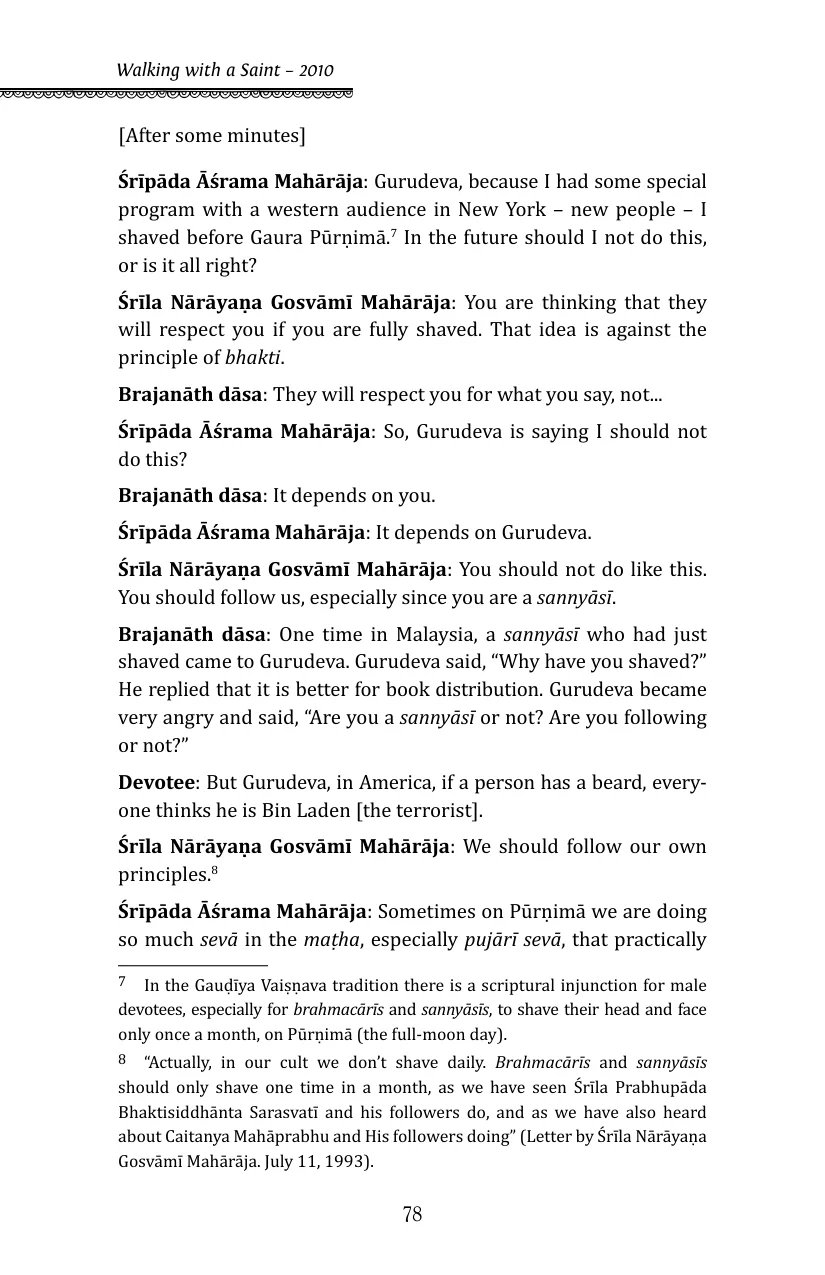 Walking with a Saint – 2010
[After some minutes]
Śrīpāda Āśrama Mahārāja: Gurudeva, because I had some special
program with a western audience in New York – new people – I
shaved before Gaura Pūrṇimā.7 In the future should I not do this,
or is it all right?
Śrīla Nārāyaṇa Gosvāmī Mahārāja: You are thinking that they
will respect you if you are fully shaved. That idea is against the
principle of bhakti.
Brajanāth dāsa: They will respect you for what you say, not...
Śrīpāda Āśrama Mahārāja: So, Gurudeva is saying I should not
do this?
Brajanāth dāsa: It depends on you.
Śrīpāda Āśrama Mahārāja: It depends on Gurudeva.
Śrīla Nārāyaṇa Gosvāmī Mahārāja: You should not do like this.
You should follow us, especially since you are a sannyāsī.
Brajanāth dāsa: One time in Malaysia, a sannyāsī who had just
shaved came to Gurudeva. Gurudeva said, “Why have you shaved?”
He replied that it is better for book distribution. Gurudeva became
very angry and said, “Are you a sannyāsī or not? Are you following
or not?”
Devotee: But Gurudeva, in America, if a person has a beard, every-
one thinks he is Bin Laden [the terrorist].
Śrīla Nārāyaṇa Gosvāmī Mahārāja: We should follow our own
principles.8
Śrīpāda Āśrama Mahārāja: Sometimes on Pūrṇimā we are doing
so much sevā in the maṭha, especially pujārī sevā, that practically
7 In the Gauḍīya Vaiṣṇava tradition there is a scriptural injunction for male
devotees, especially for brahmacārīs and sannyāsīs, to shave their head and face
only once a month, on Pūrṇimā (the full-moon day).
8 “Actually, in our cult we don’t shave daily. Brahmacārīs and sannyāsīs
should only shave one time in a month, as we have seen Śrīla Prabhupāda
Bhaktisiddhānta Sarasvatī and his followers do, and as we have also heard
about Caitanya Mahāprabhu and His followers doing” (Letter by Śrīla Nārāyaṇa
Gosvāmī Mahārāja. July 11, 1993).
78